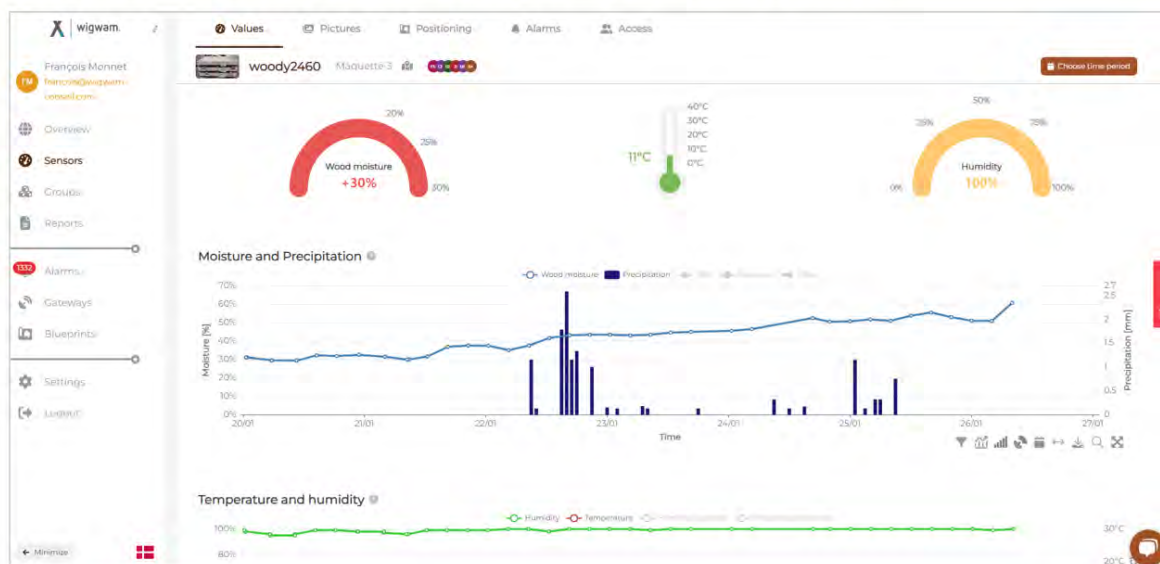 wigwam.
Values
Pictures
Positioning
Alarms
Access
François Monnet
FM
woody2460
Maquette-3
Choose time period
Overview
Sensors
Groups
Reports
1332
Alarms
Gateways
Blueprints
Settings
Logout
Minimize
20%
25%
30%
Wood moisture
+30%
40°C
30°C
20°C
10°C
0°C
11°C
50%
25%
75%
0%
100%
Humidity
100%
Moisture and Precipitation
Wood moisture
Precipitation
70%
60%
50%
40%
30%
20%
10%
0%
Moisture [%]
2.7
2.5
2
1.5
1
0.5
0
Precipitation [mm]
20/01
21/01
22/01
23/01
24/01
25/01
26/01
27/01
Time
Temperature and humidity
Humidity
Temperature
100%
80%
30°C
20°C